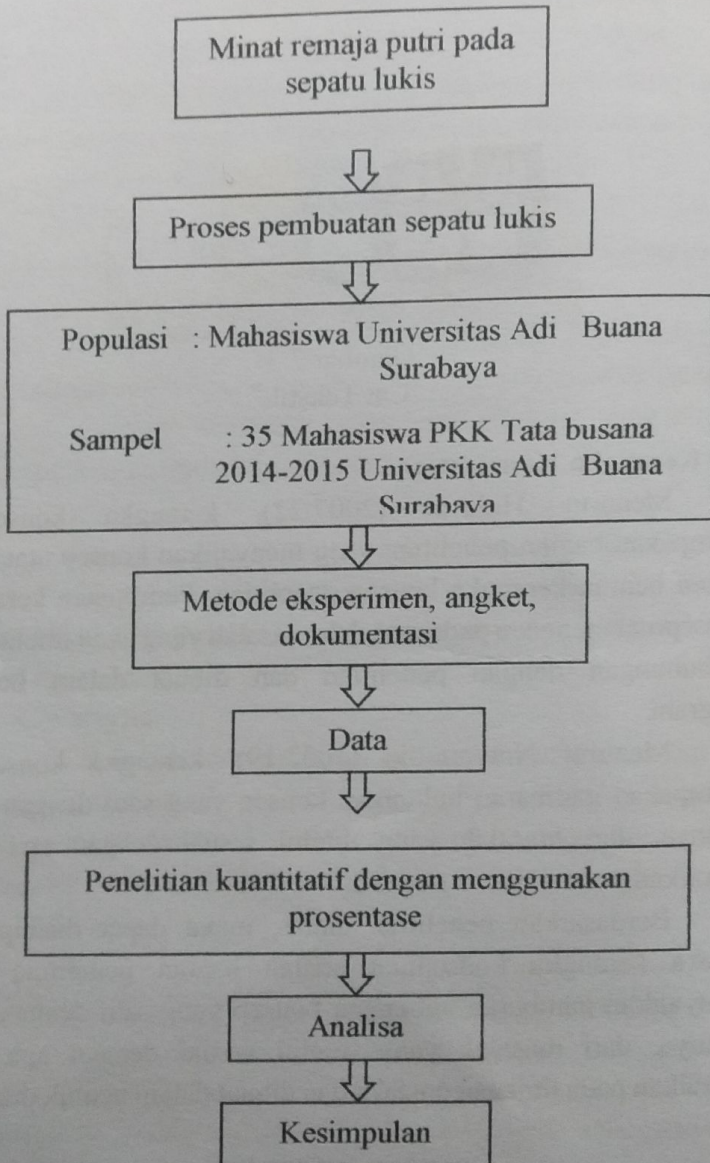 Minat remaja putri pada
sepatu lukis
Proses pembuatan sepatu lukis
Populasi : Mahasiswa Universitas Adi Buana
Surabaya
Sampel : 35 Mahasiswa PKK Tata busana
2014-2015 Universitas Adi Buana
Surabaya
Metode eksperimen, angket,
dokumentasi
Data
Penelitian kuantitatif dengan menggunakan
prosentase
Analisa
Kesimpulan